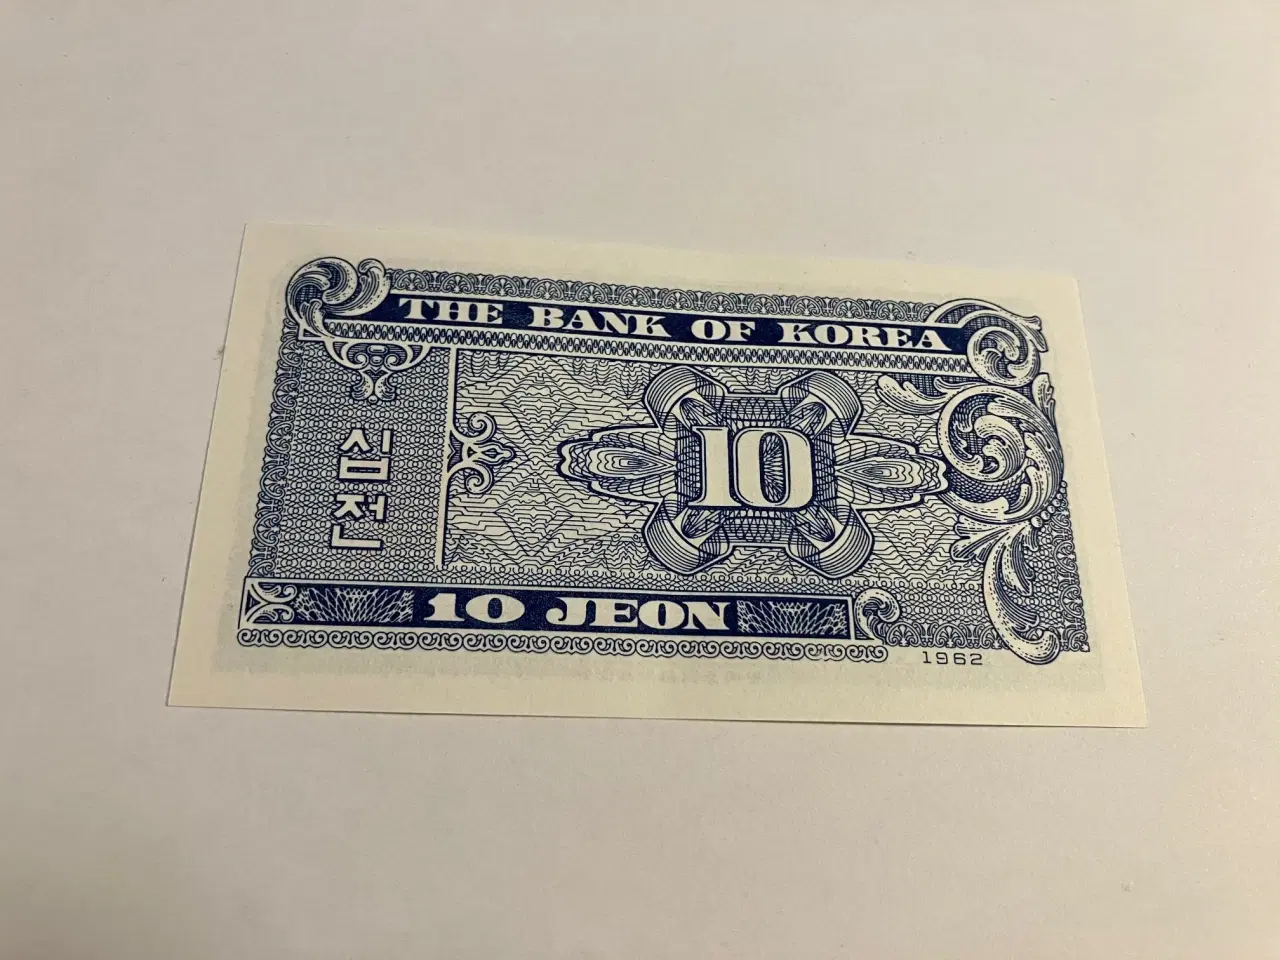 THE BANK OF KOREA
십전
10
10 JEON
1962